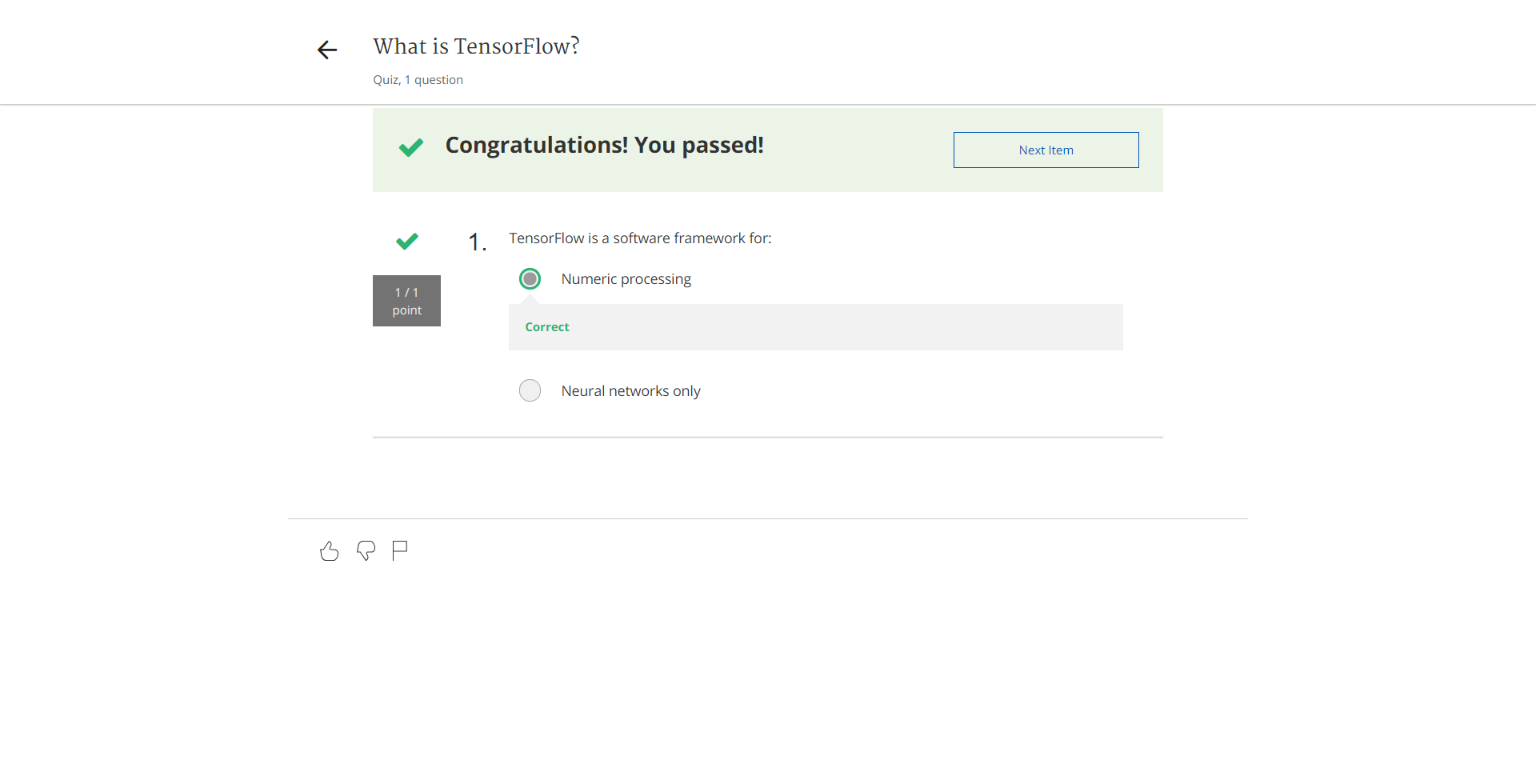 What is TensorFlow?
Quiz, 1 question
Congratulations! You passed!
Next Item
1.
TensorFlow is a software framework for:
1 / 1
point
Numeric processing
Correct
Neural networks only